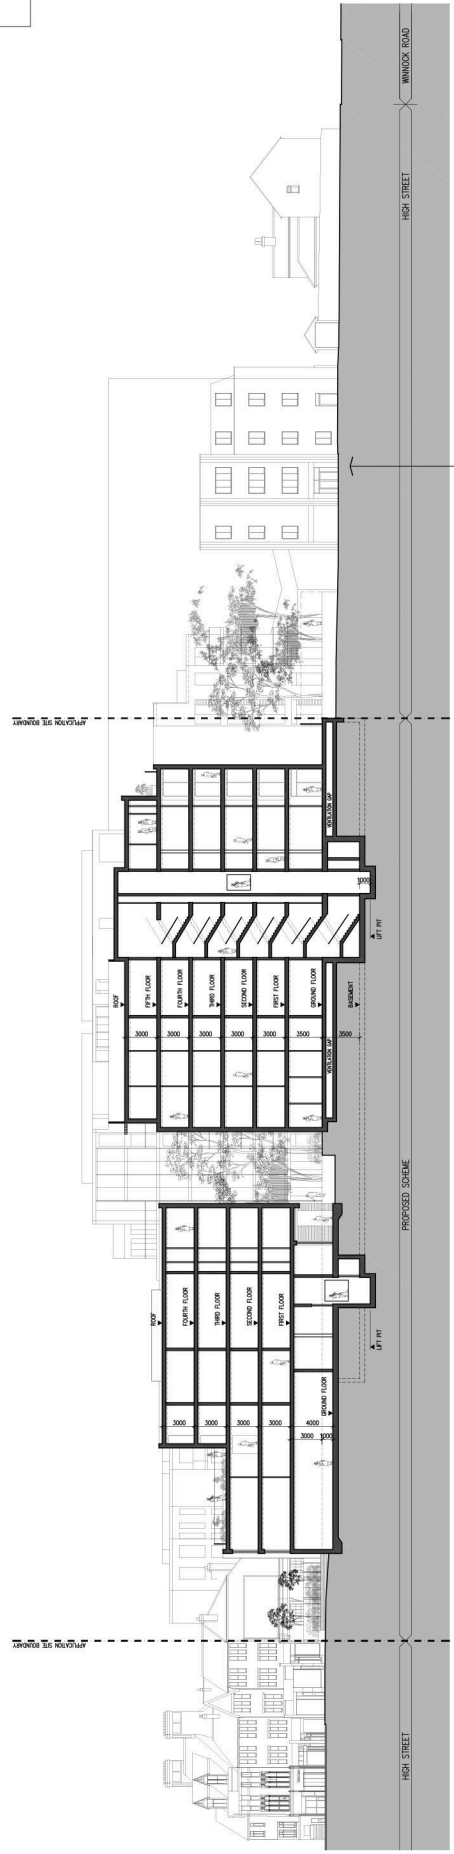 WINNOCK ROAD
HIGH STREET
APPLICATION SITE BOUNDARY
VENTILATION GAP
1000
LIFT PIT
ROOF
FIFTH FLOOR
FOURTH FLOOR
THIRD FLOOR
SECOND FLOOR
FIRST FLOOR
GROUND FLOOR
BASEMENT
3000
3000
3000
3000
3000
3500
3500
VENTILATION GAP
PROPOSED SCHEME
ROOF
FOURTH FLOOR
THIRD FLOOR
SECOND FLOOR
FIRST FLOOR
GROUND FLOOR
LIFT PIT
3000
3000
3000
3000
4000
3000
1000
APPLICATION SITE BOUNDARY
HIGH STREET